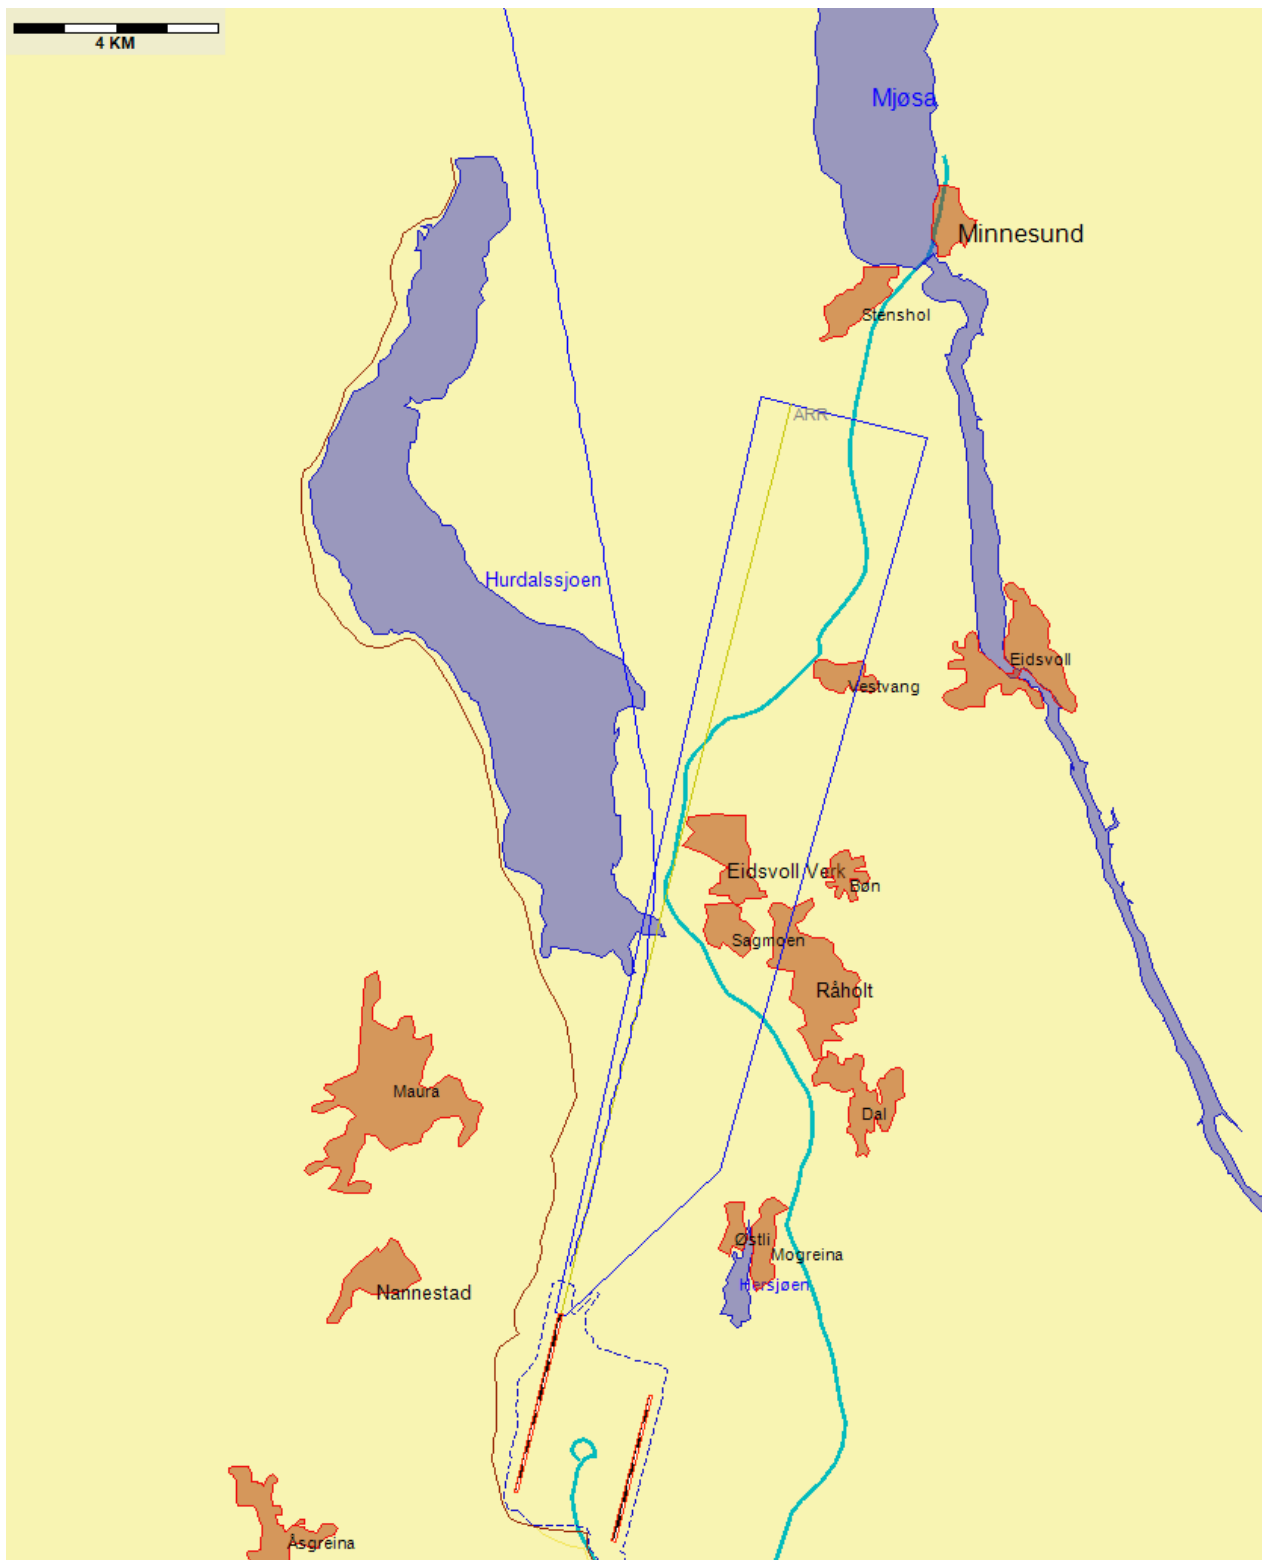 4 KM
Mjøsa
Minnesund
Stenshol
ARR
Hurdalssjoen
Eidsvoll
Vestvang
Eidsvoll Verk
Bøn
Sagmoen
Råholt
Maura
Dal
Østli
Mogreina
Hersjøen
Nannestad
Åsgreina